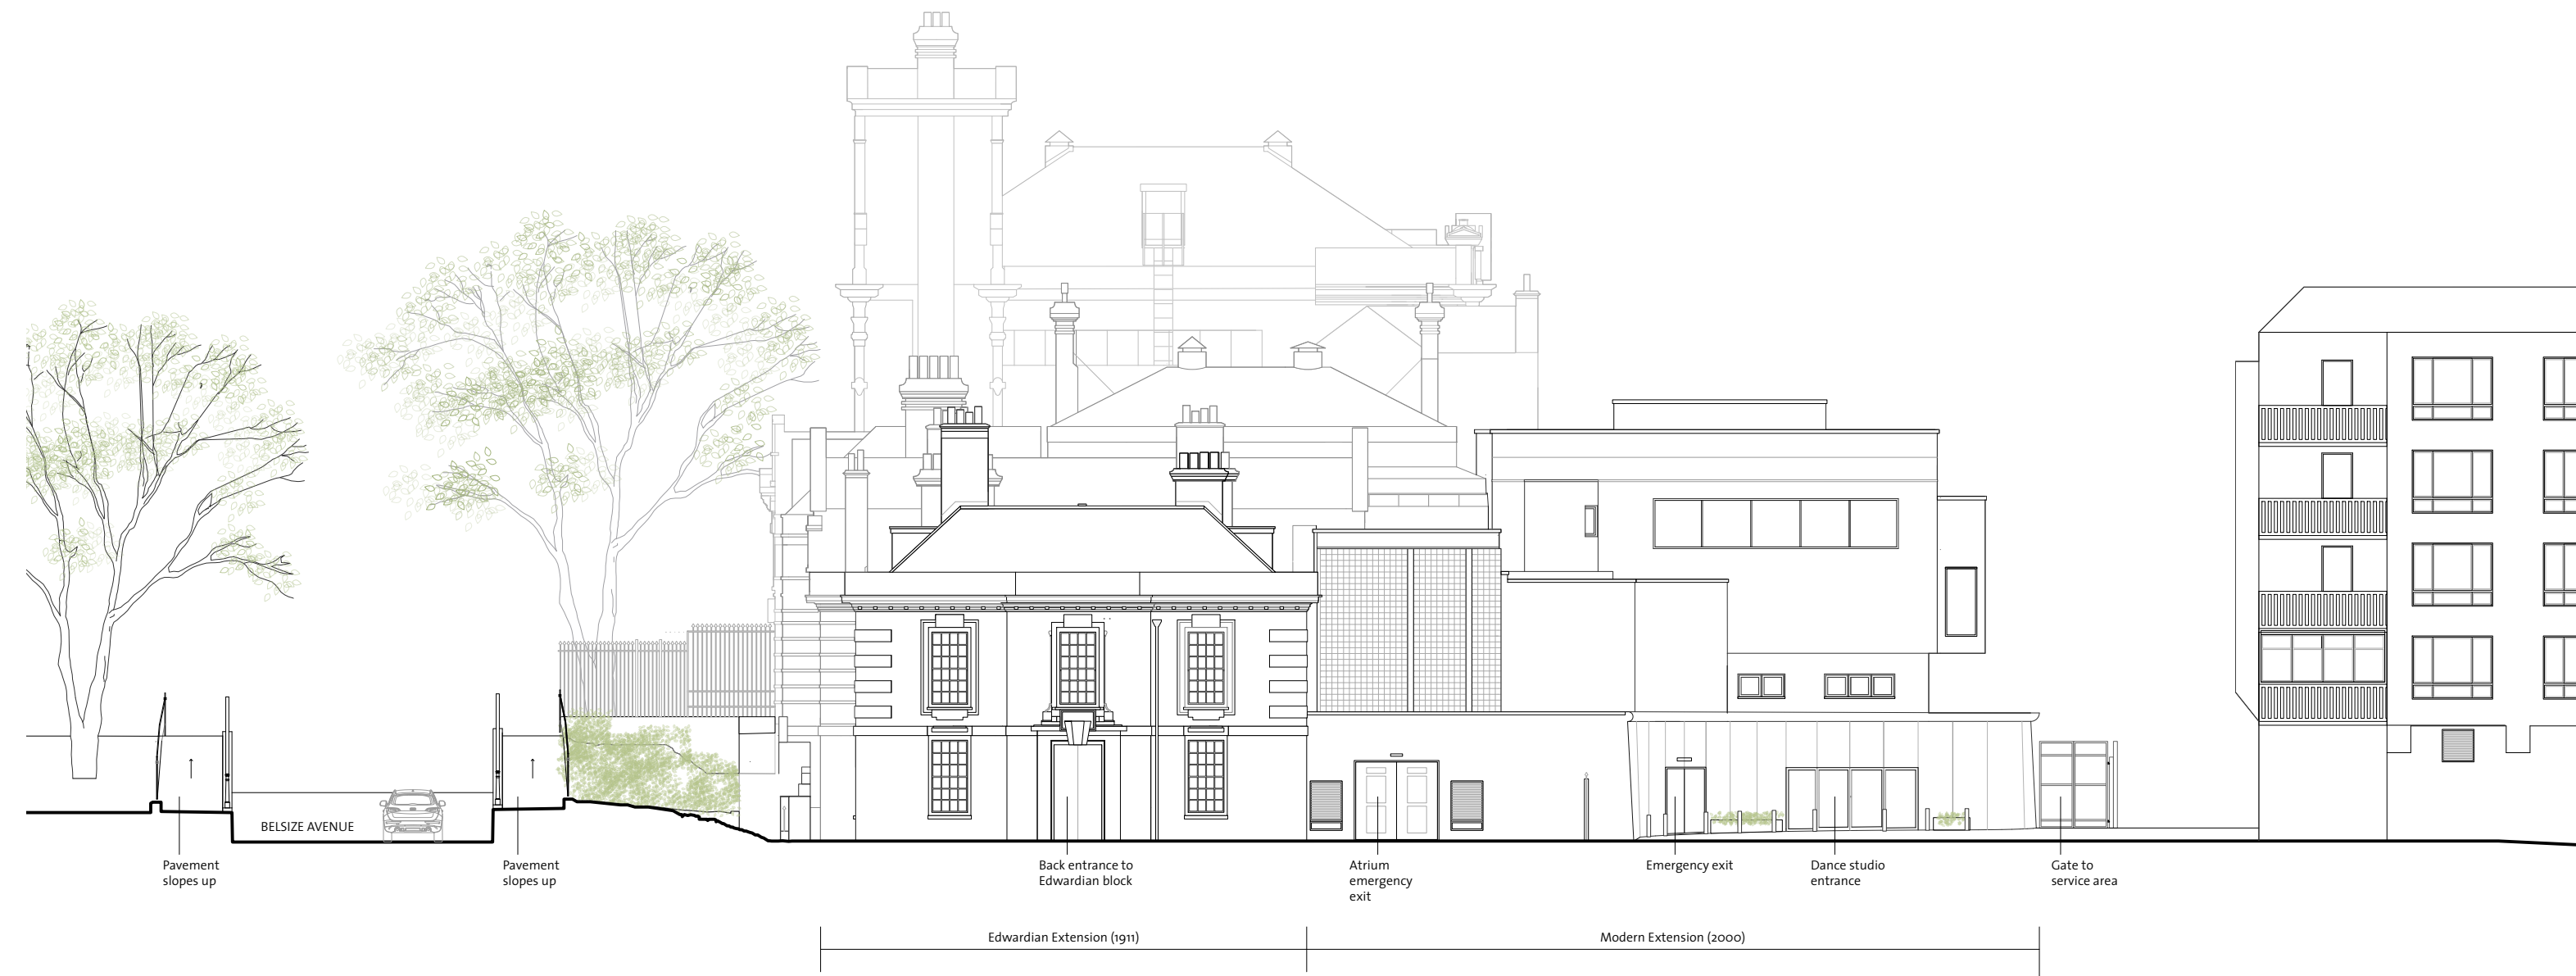 BELSIZE AVENUE
Pavement
slopes up
Pavement
slopes up
Back entrance to
Edwardian block
Atrium
emergency
exit
Emergency exit
Dance studio
entrance
Gate to
service area
Edwardian Extension (1911)
Modern Extension (2000)